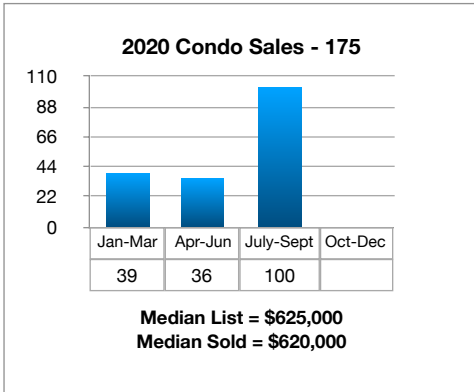 2020 Condo Sales - 175
110
88
66
44
22
0
Jan-Mar Apr-Jun July-Sept Oct-Dec
39 36 100
Median List = $625,000
Median Sold = $620,000